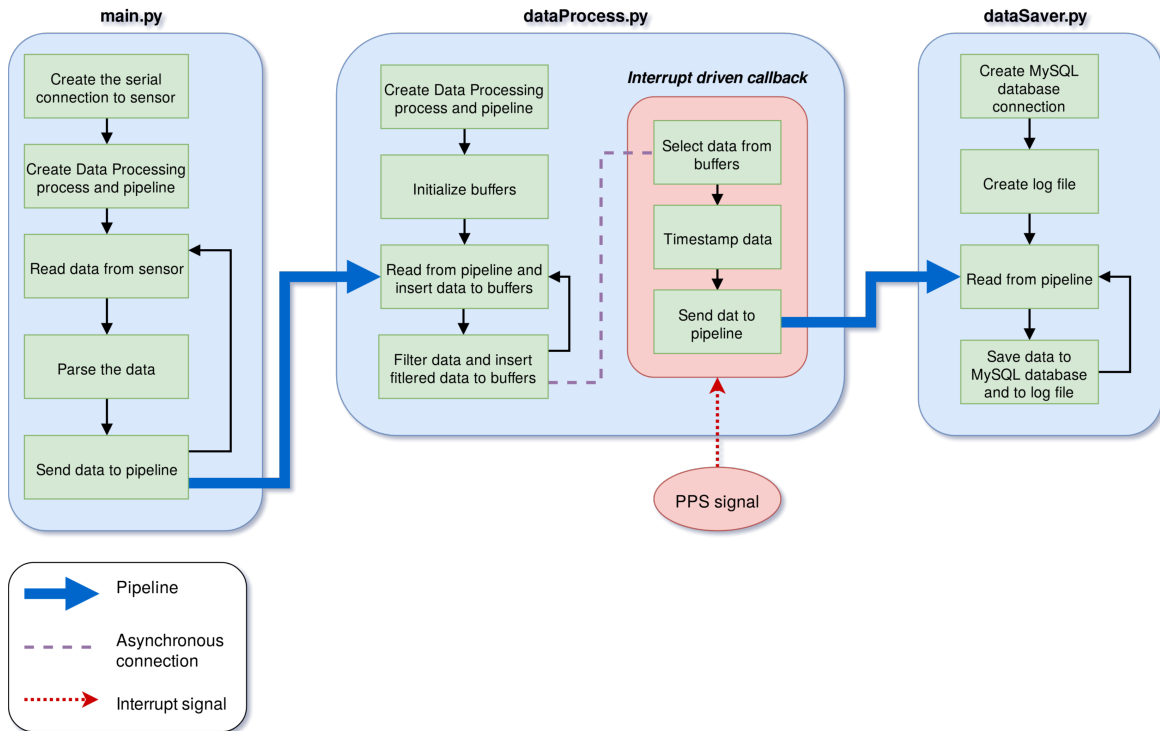 main.py
Create the serial
connection to sensor
Create Data Processing
process and pipeline
Read data from sensor
Parse the data
Send data to pipeline
dataProcess.py
Create Data Processing
process and pipeline
Initialize buffers
Read from pipeline and
insert data to buffers
Filter data and insert
fitlered data to buffers
Interrupt driven callback
Select data from
buffers
Timestamp data
Send dat to
pipeline
PPS signal
dataSaver.py
Create MySQL
database
connection
Create log file
Read from pipeline
Save data to
MySQL database
and to log file
Pipeline
Asynchronous
connection
Interrupt signal